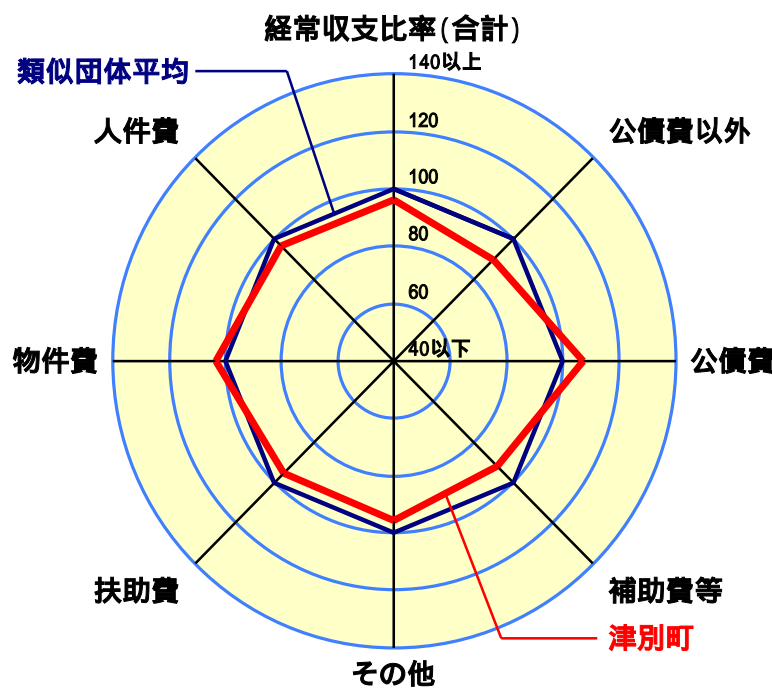 経常収支比率(合計)
類似団体平均
140以上
人件費
120
公債費以外
100
80
60
物件費
40以下
公債費
扶助費
補助費等
津別町
その他